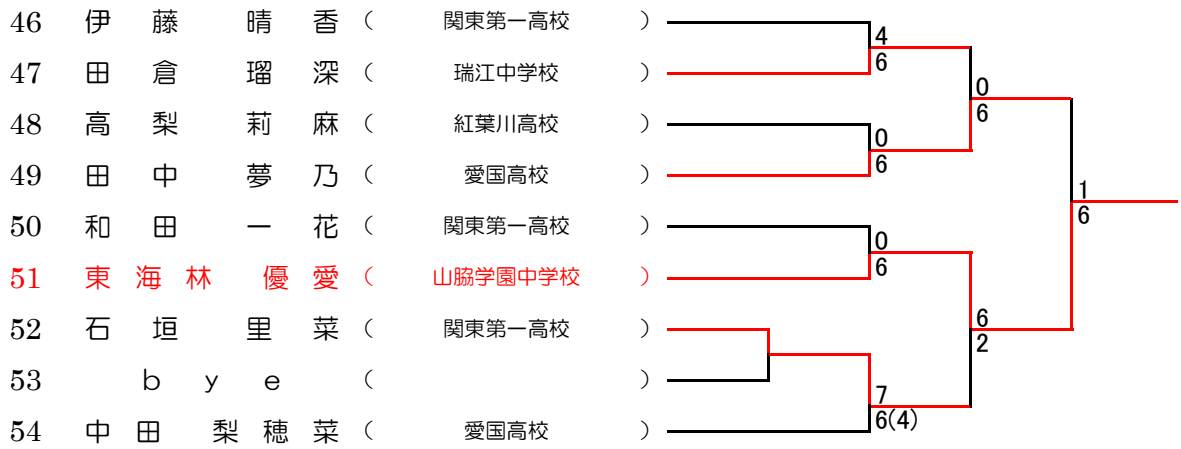 46 伊藤 晴香 ( 関東第一高校 )
4
47 田倉 瑠深 ( 瑞江中学校 )
6
0
6
48 高梨 莉麻 ( 紅葉川高校 )
0
49 田中 夢乃 ( 愛国高校 )
6
1
6
50 和田 一花 ( 関東第一高校 )
0
51 東海林 優愛 ( 山脇学園中学校 )
6
52 石垣 里菜 ( 関東第一高校 )
6
2
53 bye ( )
7
54 中田 梨穂菜 ( 愛国高校 )
6(4)